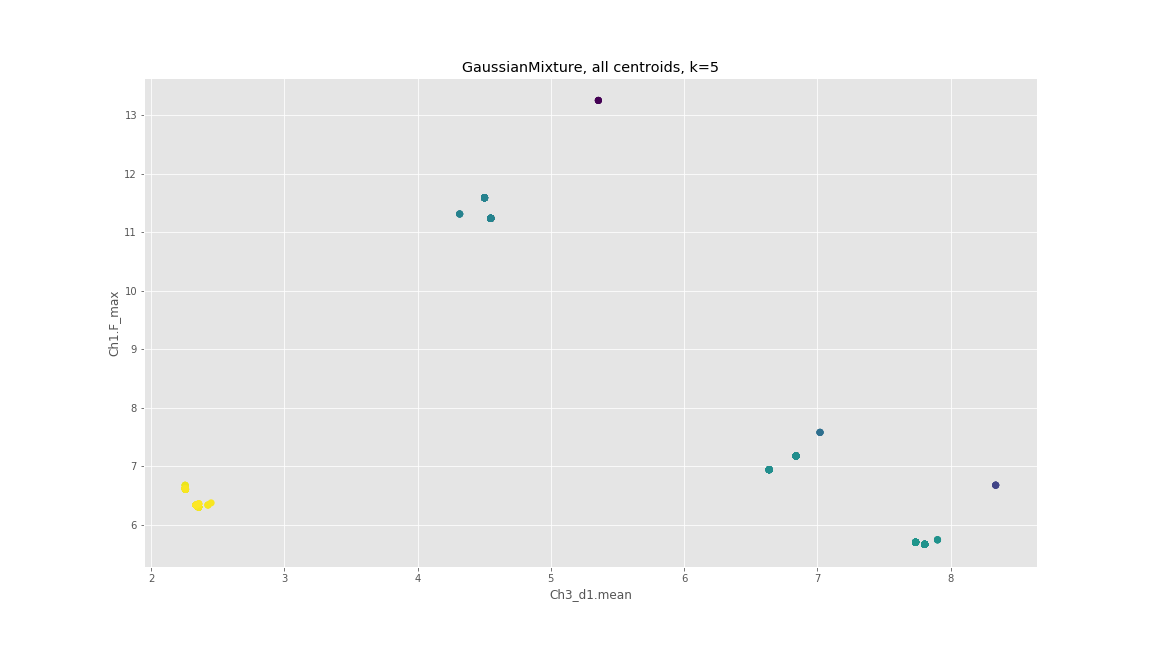 GaussianMixture, all centroids, k=5
13
12
11
10
9
8
7
6
Ch1.F_max
2 3 4 5 6 7 8
Ch3_d1.mean